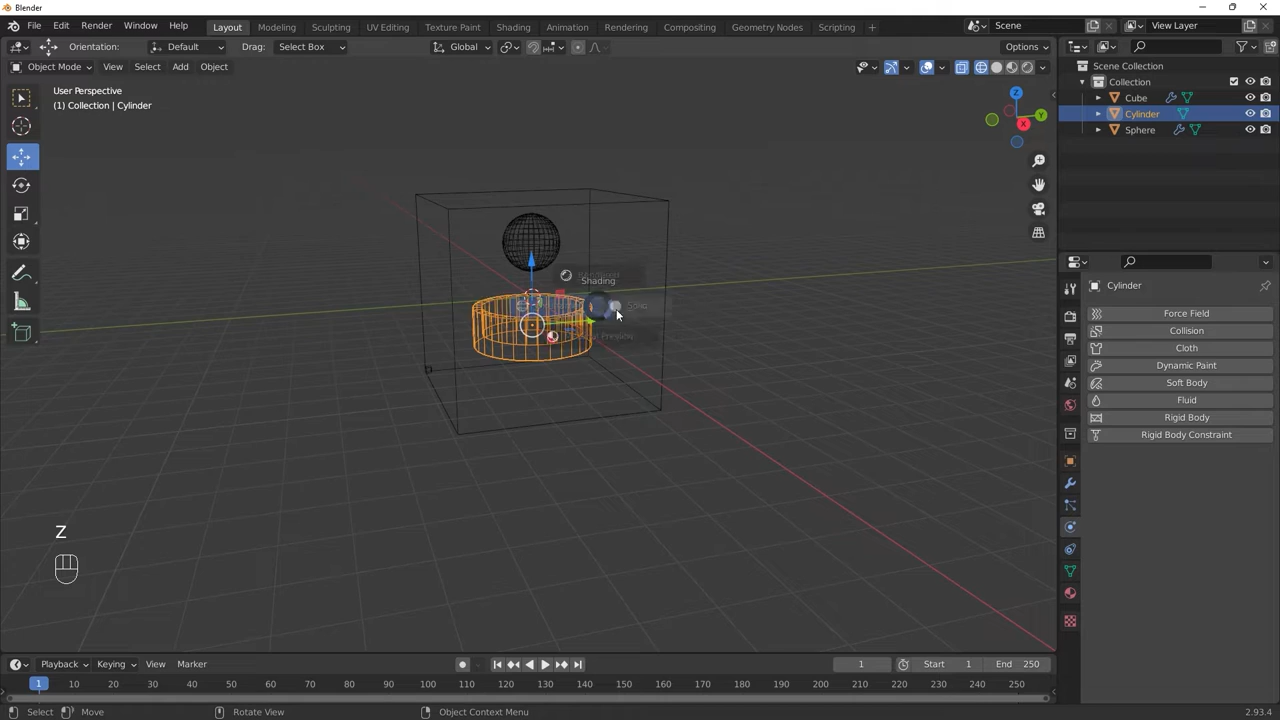 Blender
File Edit Render Window Help Layout Modeling Sculpting UV Editing Texture Paint Shading Animation Rendering Compositing Geometry Nodes Scripting + Scene View Layer
Orientation: Default Drag: Select Box Global Options
Object Mode View Select Add Object
User Perspective
(1) Collection | Cylinder
Z
Y
X
Scene Collection
Collection
Cube
Cylinder
Sphere
Shading
Rendered
Solid
Cylinder
Force Field
Collision
Cloth
Dynamic Paint
Soft Body
Fluid
Rigid Body
Rigid Body Constraint
Z
Playback Keying View Marker 1 Start 1 End 250
1 10 20 30 40 50 60 70 80 90 100 110 120 130 140 150 160 170 180 190 200 210 220 230 240 250
Select Move Rotate View Object Context Menu 2.93.4